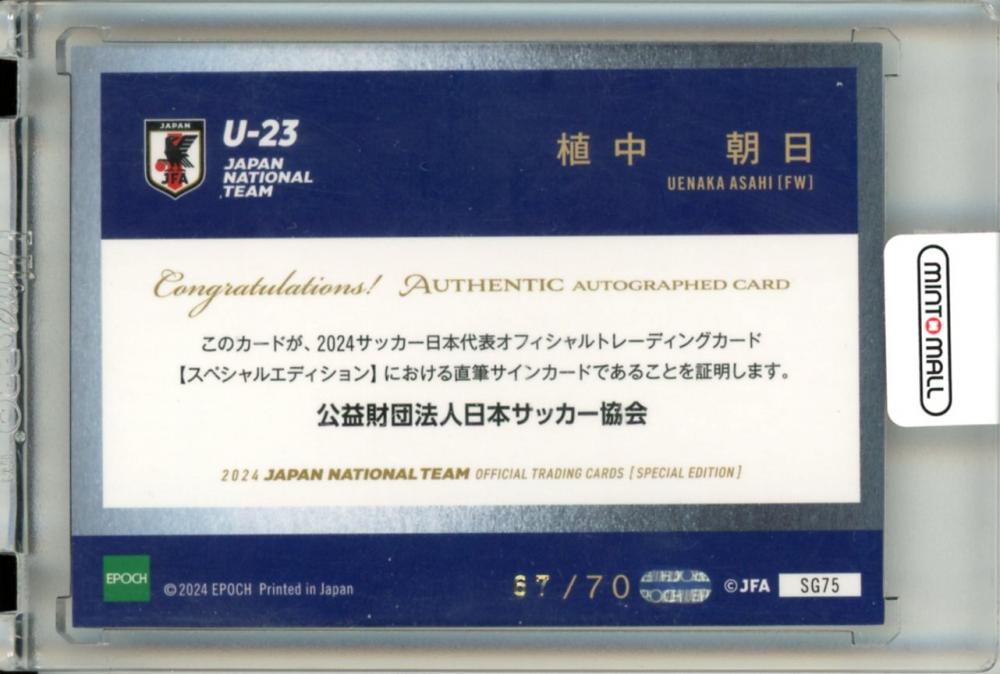 JAPAN
JFA
U-23
JAPAN
NATIONAL
TEAM
植中 朝日
UENAKA ASAHI [FW]
Congratulations! AUTHENTIC AUTOGRAPHED CARD
このカードが、2024サッカー日本代表オフィシャルトレーディングカード
【スペシャルエディション】における直筆サインカードであることを証明します。
公益財団法人日本サッカー協会
2024 JAPAN NATIONAL TEAM OFFICIAL TRADING CARDS [SPECIAL EDITION]
EPOCH
©2024 EPOCH Printed in Japan
67/70
©JFA
SG75
MINTOMALL